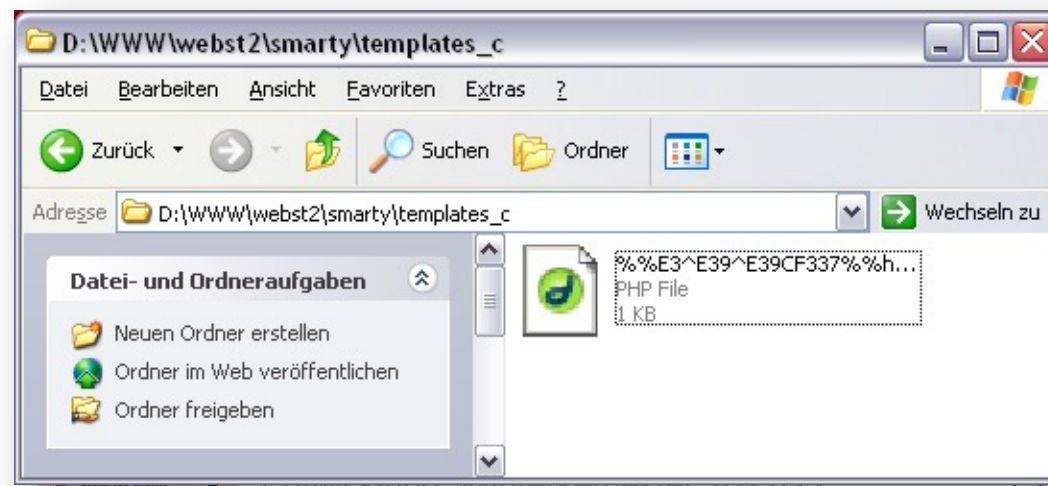 D:\WWW\webst2\smarty\templates_c
Datei Bearbeiten Ansicht Favoriten Extras ?
Zurück Suchen Ordner
Adresse D:\WWW\webst2\smarty\templates_c Wechseln zu
Datei- und Ordneraufgaben
Neuen Ordner erstellen
Ordner im Web veröffentlichen
Ordner freigeben
%%E3^E39^E39CF337%%h...
PHP File
1 KB